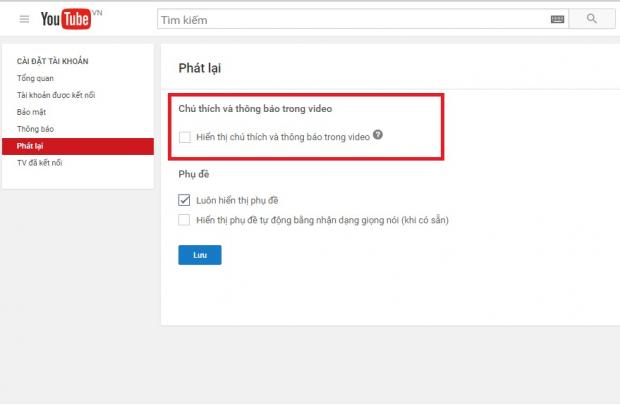 YouTube VN
Tìm kiếm
CÀI ĐẶT TÀI KHOẢN
Tổng quan
Tài khoản được kết nối
Bảo mật
Thông báo
Phát lại
TV đã kết nối
Phát lại
Chú thích và thông báo trong video
Hiển thị chú thích và thông báo trong video ?
Phụ đề
Luôn hiển thị phụ đề
Hiển thị phụ đề tự động bằng nhận dạng giọng nói (khi có sẵn)
Lưu